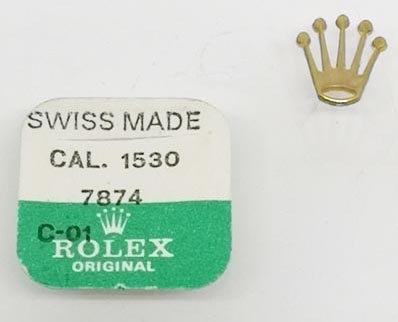 SWISS MADE
CAL. 1530
7874
C-01
ROLEX
ORIGINAL